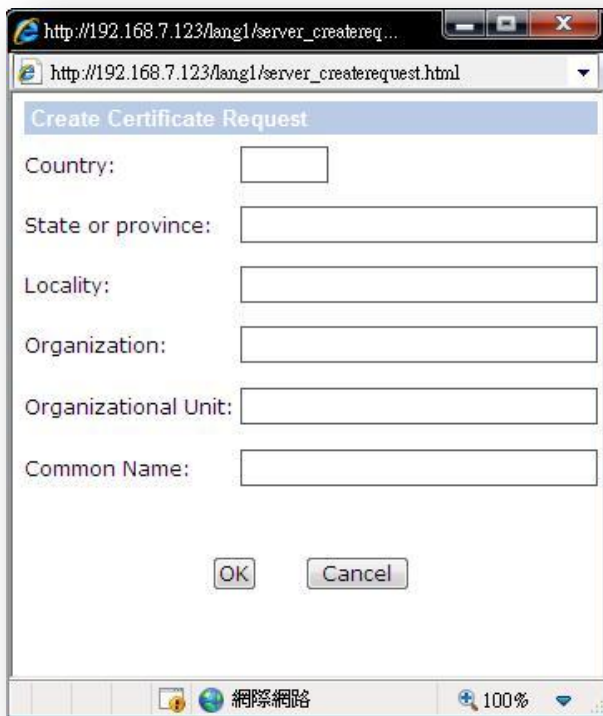 http://192.168.7.123/lang1/server_createreq...
http://192.168.7.123/lang1/server_createrequest.html
Create Certificate Request
Country:
State or province:
Locality:
Organization:
Organizational Unit:
Common Name:
OK Cancel
網際網路 100%